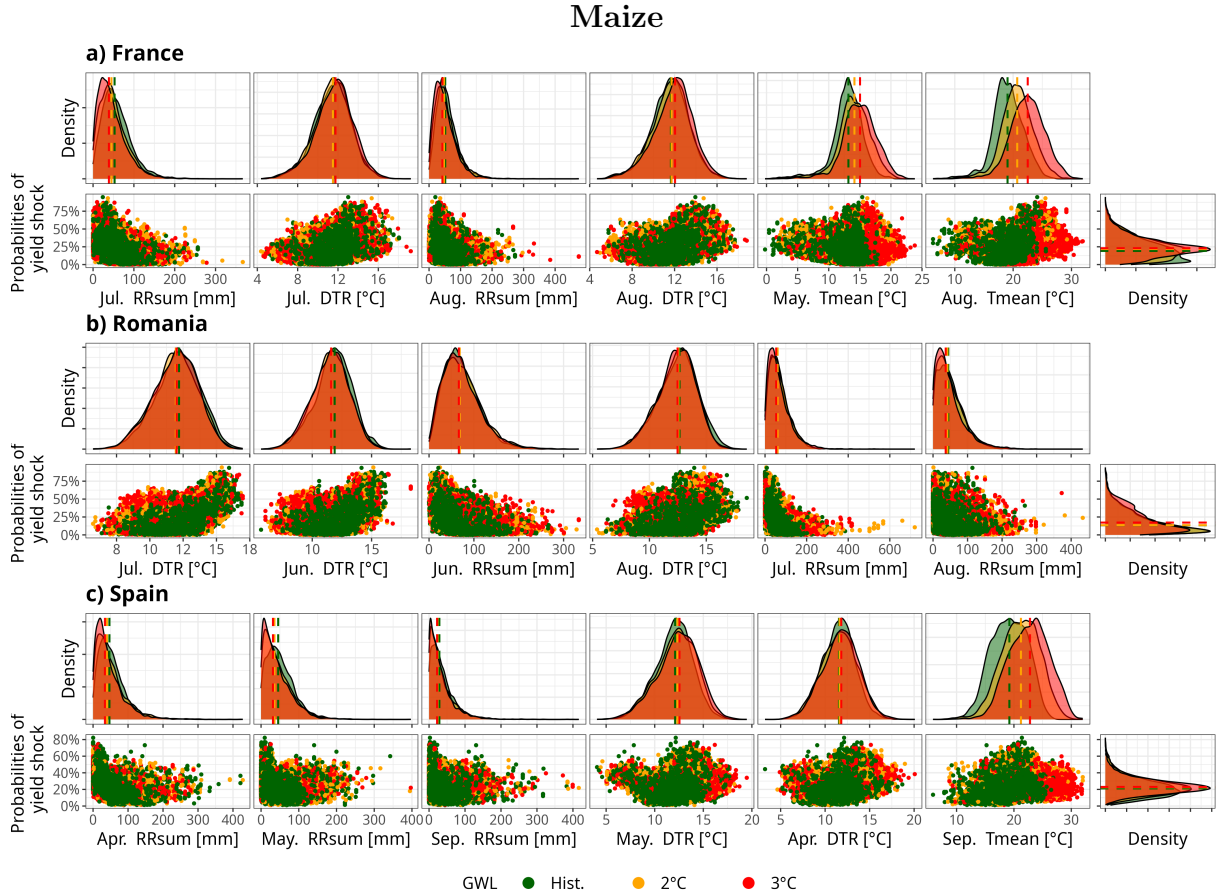 Maize
a) France
Density
Probabilities of
yield shock
75%
50%
25%
0%
0 100 200 300
Jul. RRsum [mm]
4 8 12 16
Jul. DTR [°C]
0 100 200 300 400
Aug. RRsum [mm]
4 8 12 16
Aug. DTR [°C]
0 5 10 15 20 25
May. Tmean [°C]
10 20 30
Aug. Tmean [°C]
Density
b) Romania
Density
Probabilities of
yield shock
75%
50%
25%
0%
8 10 12 15 18
Jul. DTR [°C]
8 10 15
Jun. DTR [°C]
0 100 200 300
Jun. RRsum [mm]
5 10 15
Aug. DTR [°C]
0 200 400 600
Jul. RRsum [mm]
0 100 200 300 400
Aug. RRsum [mm]
Density
c) Spain
Density
Probabilities of
yield shock
80%
60%
40%
20%
0%
0 100 200 300 400
Apr. RRsum [mm]
0 100 200 300 400
May. RRsum [mm]
0 100 200 300 400
Sep. RRsum [mm]
5 10 15 20
May. DTR [°C]
5 10 15 20
Apr. DTR [°C]
10 20 30
Sep. Tmean [°C]
Density
GWL Hist. 2°C 3°C